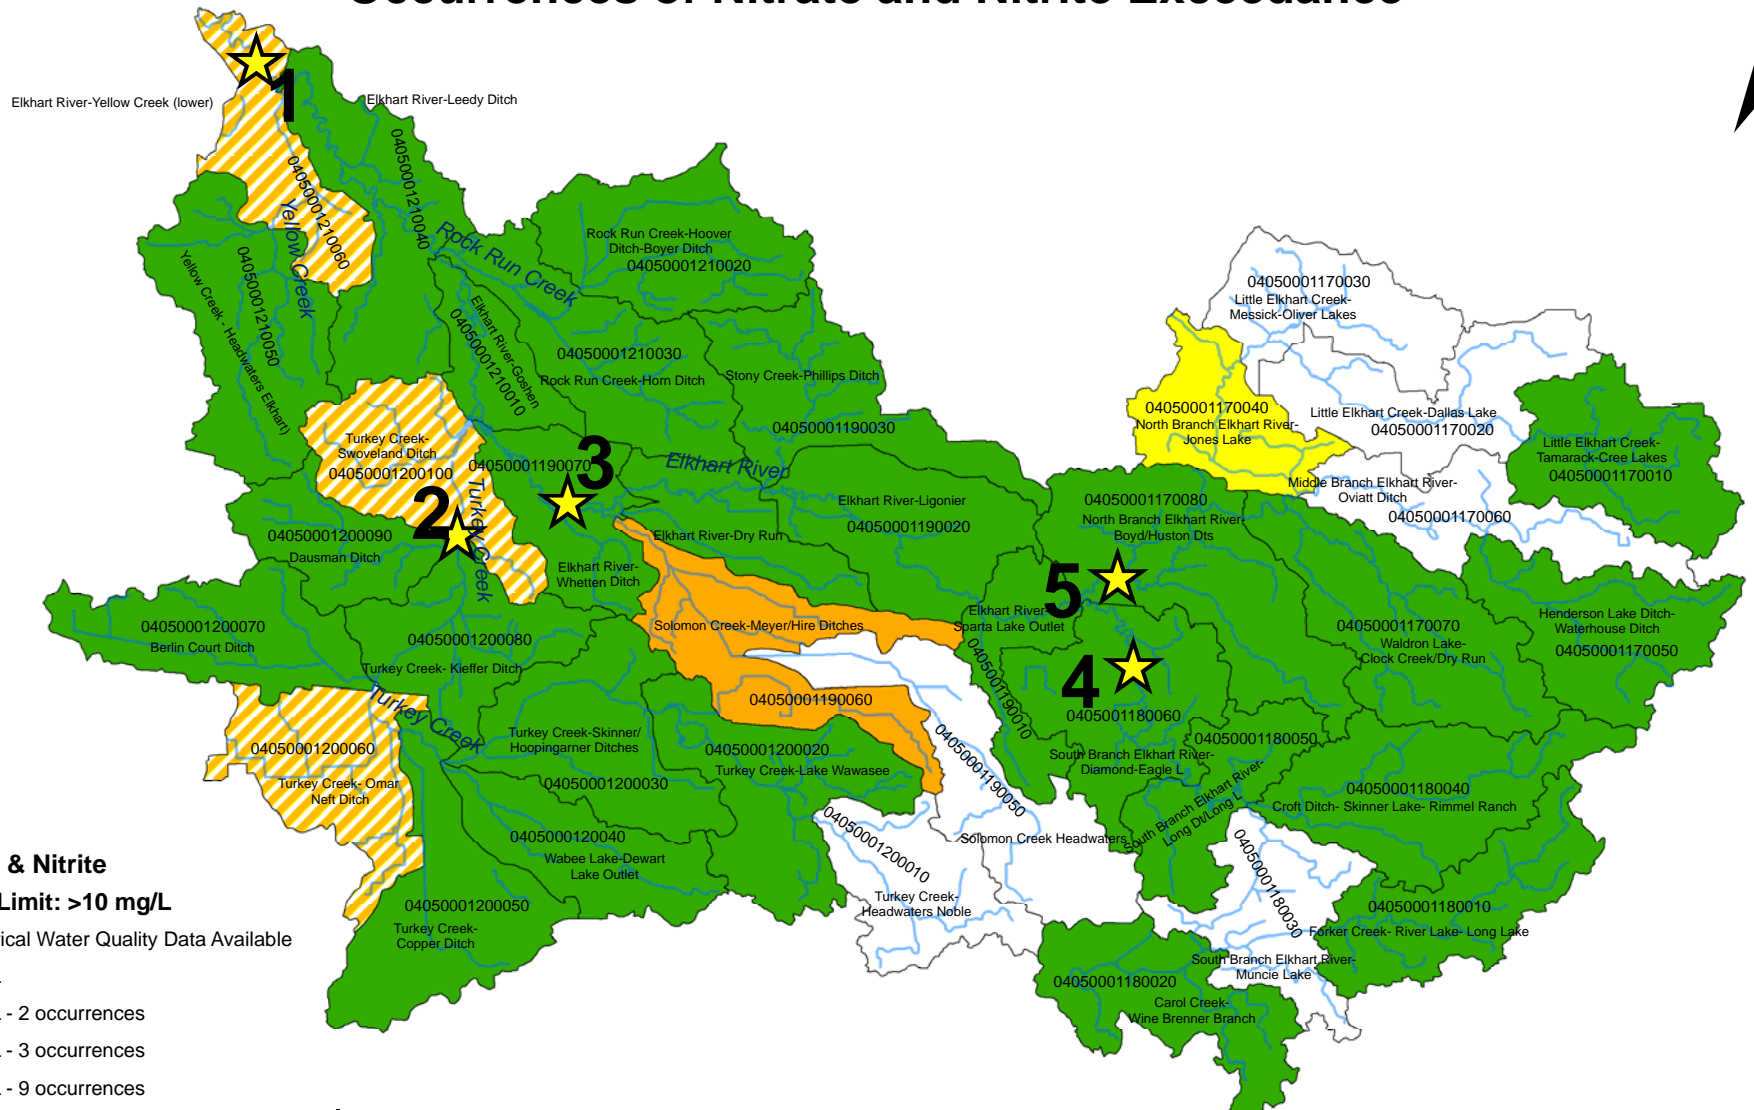 Occurrences of Nitrate and Nitrite Exceedance
1
Elkhart River-Yellow Creek (lower)
Elkhart River-Leedy Ditch
04050001210040
04050001210060
Yellow Creek
Rock Run Creek
Rock Run Creek-Hoover
Ditch-Boyer Ditch
04050001210020
04050001210050
Yellow Creek - Headwaters Elkhart)
Elkhart River-Goshen
04050001210010
04050001210030
Rock Run Creek-Horn Ditch
Stony Creek-Phillips Ditch
04050001190030
04050001170030
Little Elkhart Creek-
Messick-Oliver Lakes
04050001170040
North Branch Elkhart River-
Jones Lake
Little Elkhart Creek-Dallas Lake
04050001170020
Little Elkhart Creek-
Tamarack-Cree Lakes
04050001170010
Middle Branch Elkhart River-
Oviatt Ditch
04050001170060
Turkey Creek-
Swoveland Ditch
04050001200100
04050001190070
3
Elkhart River
2
Turkey Creek
Elkhart River-Ligonier
04050001190020
04050001170080
North Branch Elkhart River-
Boyd/Huston Dts
04050001200090
Dausman Ditch
Elkhart River-Dry Run
Elkhart River-
Whetten Ditch
5
Elkhart River-
Sparta Lake Outlet
04050001190010
Solomon Creek-Meyer/Hire Ditches
04050001190060
04050001170070
Waldron Lake-
Clock Creek/Dry Run
Henderson Lake Ditch-
Waterhouse Ditch
04050001170050
04050001200070
Berlin Court Ditch
04050001200080
Turkey Creek- Kieffer Ditch
4
0405001180060
South Branch Elkhart River-
Diamond-Eagle L
04050001180050
South Branch Elkhart River-
Long Dt/Long L
04050001180040
Croft Ditch- Skinner Lake- Rimmel Ranch
Turkey Creek
04050001200060
Turkey Creek- Omar
Neft Ditch
Turkey Creek-Skinner/
Hoopingarner Ditches
04050001200030
04050001200020
Turkey Creek-Lake Wawasee
04050001190050
Solomon Creek Headwaters
0405000120040
Wabee Lake-Dewart
Lake Outlet
04050001200010
Turkey Creek-
Headwaters Noble
04050001180030
South Branch Elkhart River-
Muncie Lake
04050001180010
Forker Creek- River Lake- Long Lake
04050001200050
Turkey Creek-
Copper Ditch
04050001180020
Carol Creek-
Wine Brenner Branch
& Nitrite
Limit: >10 mg/L
rical Water Quality Data Available
- 2 occurrences
- 3 occurrences
- 9 occurrences